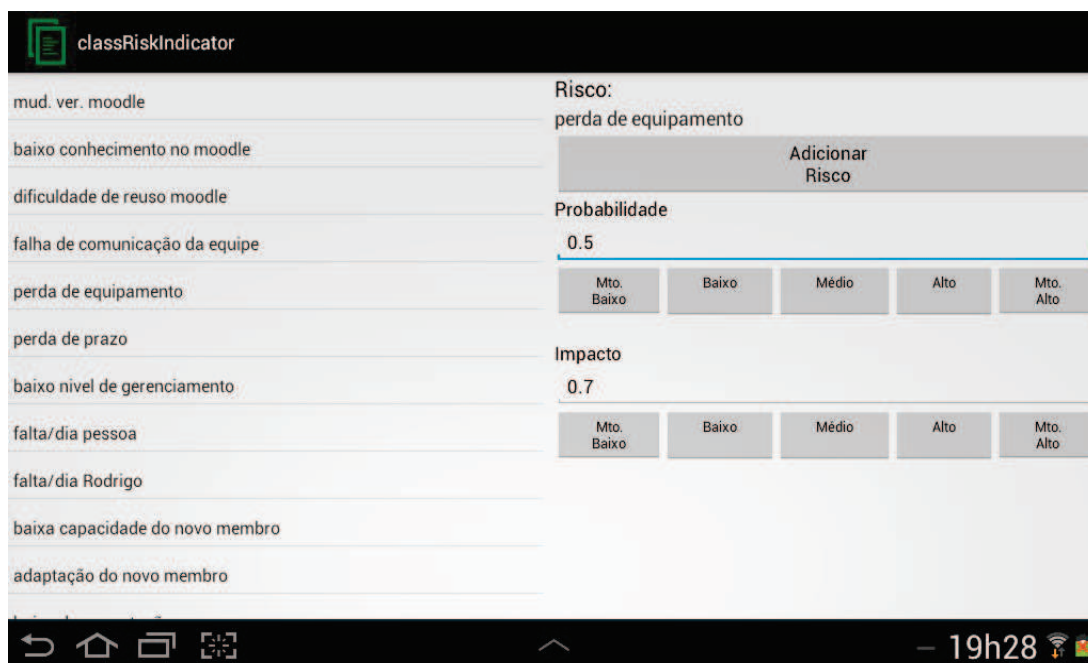 classRiskIndicator
mud. ver. moodle
baixo conhecimento no moodle
dificuldade de reuso moodle
falha de comunicação da equipe
perda de equipamento
perda de prazo
baixo nivel de gerenciamento
falta/dia pessoa
falta/dia Rodrigo
baixa capacidade do novo membro
adaptação do novo membro
Risco:
perda de equipamento
Adicionar
Risco
Probabilidade
0.5
Mto.
Baixo
Baixo
Médio
Alto
Mto.
Alto
Impacto
0.7
Mto.
Baixo
Baixo
Médio
Alto
Mto.
Alto
19h28